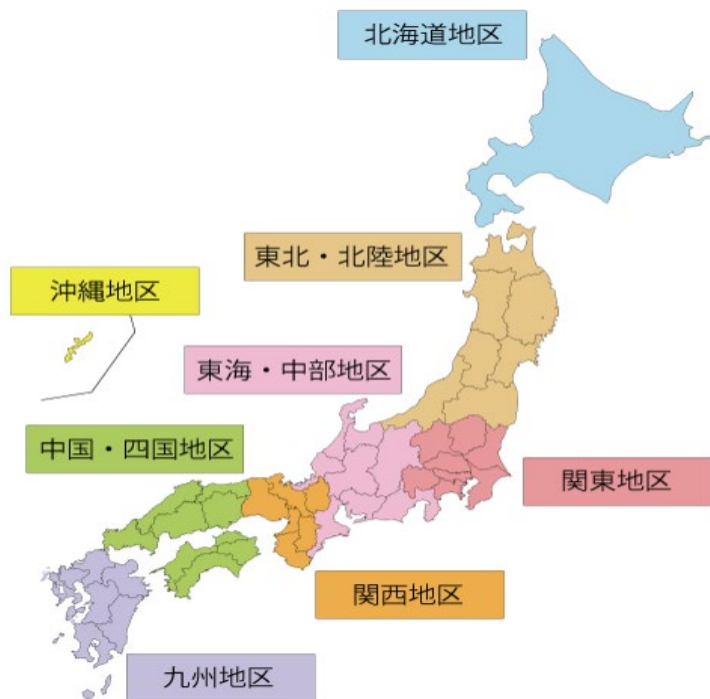 北海道地区
東北・北陸地区
沖縄地区
東海・中部地区
中国・四国地区
関東地区
関西地区
九州地区